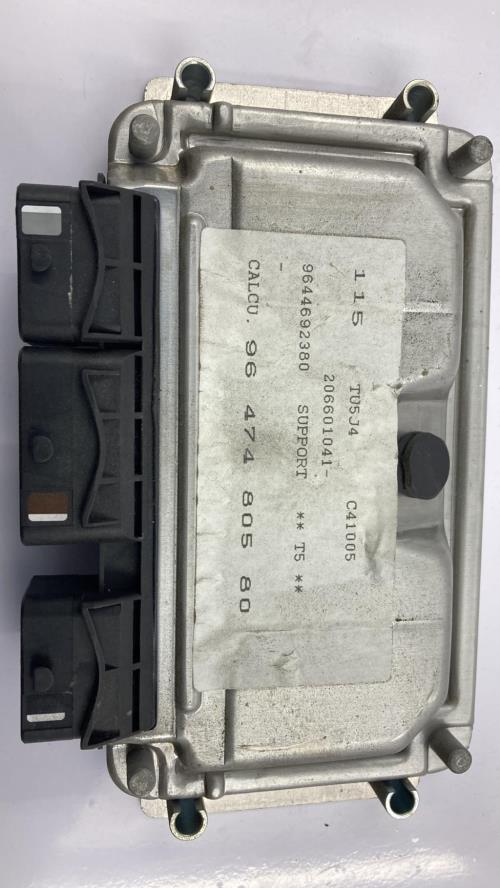 115 TU5J4 C41005
206601041-
9644692380 SUPPORT ** T5 **
-
CALCU. 96 474 805 80